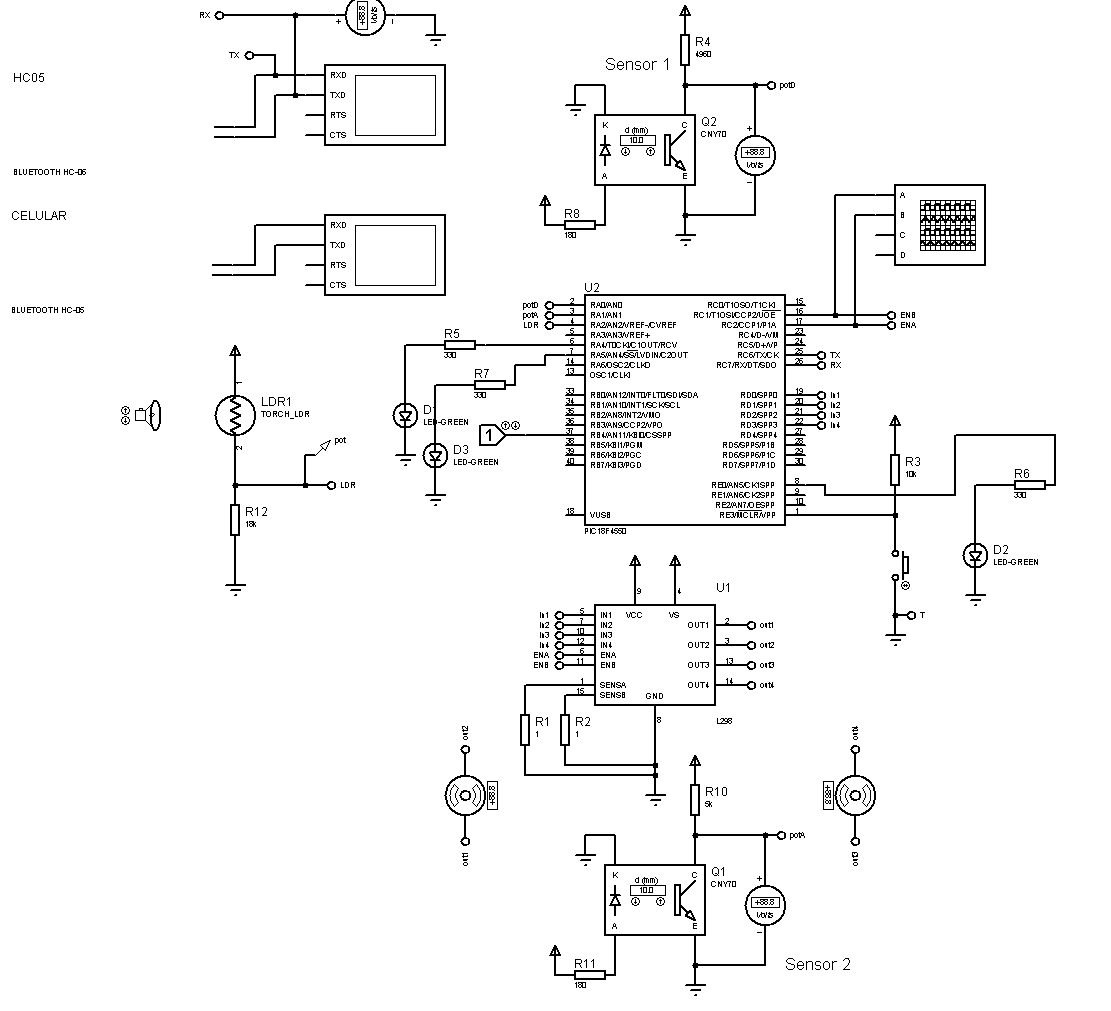 RX
+88.8
Volts
TX
HC05
RXD
TXD
RTS
CTS
BLUETOOTH HC-06
CELULAR
RXD
TXD
RTS
CTS
BLUETOOTH HC-05
Sensor 1
R4
4960
potD
K
C
d (mm)
10.0
A
E
Q2
CNY70
+88.8
Volts
R8
180
A
B
C
D
U2
potD 2 RA0/AN0
potA 3 RA1/AN1
LDR 4 RA2/AN2/VREF-/CVREF
5 RA3/AN3/VREF+
6 RA4/T0CKI/C1OUT/RCV
7 RA5/AN4/SS/LVDIN/C2OUT
14 RA6/OSC2/CLKO
13 OSC1/CLKI
33 RB0/AN12/INT0/FLT0/SDI/SDA
34 RB1/AN10/INT1/SCK/SCL
35 RB2/AN8/INT2/VMO
36 RB3/AN9/CCP2/VPO
37 RB4/AN11/KBI0/CSSPP
38 RB5/KBI1/PGM
39 RB6/KBI2/PGC
40 RB7/KBI3/PGD
18 VUSB
RC0/T1OSO/T1CKI 15
RC1/T1OSI/CCP2/UOE 16 ENB
RC2/CCP1/P1A 17 ENA
RC4/D-/VM 23
RC5/D+/VP 24
RC6/TX/CK 25 TX
RC7/RX/DT/SDO 26 RX
RD0/SPP0 19 In1
RD1/SPP1 20 In2
RD2/SPP2 21 In3
RD3/SPP3 22 In4
RD4/SPP4 27
RD5/SPP5/P1B 28
RD6/SPP6/P1C 29
RD7/SPP7/P1D 30
RE0/AN5/CK1SPP 8
RE1/AN6/CK2SPP 9
RE2/AN7/OESPP 10
RE3/MCLR/VPP 1
PIC18F4550
R5
330
R7
330
D1
LED-GREEN
D3
LED-GREEN
1
LDR1
TORCH_LDR
1
2
pot
LDR
R12
18k
R3
10k
R6
330
D2
LED-GREEN
T
U1
9
4
VCC
VS
In1 5 IN1
In2 7 IN2
In3 10 IN3
In4 12 IN4
ENA 6 ENA
ENB 11 ENB
1 SENSA
15 SENSB
GND
8
OUT1 2 out1
OUT2 3 out2
OUT3 13 out3
OUT4 14 out4
L298
R1
1
R2
1
out2
+88.8
out1
out4
+88.8
out3
R10
5k
potA
K
C
d (mm)
10.0
A
E
Q1
CNY70
+88.8
Volts
R11
180
Sensor 2